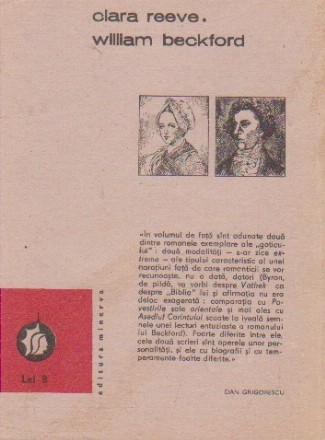 clara reeve.
william beckford
«În volumul de față sînt adunate două
dintre romanele exemplare ale „goticu-
lui" : două modalități — s-ar zice ex-
treme — ale tipului caracteristic al unei
narațiuni față de care romanticii se vor
recunoaște, nu o dată, datori (Byron,
de pildă, va vorbi despre Vathek ca
despre „Biblia" lui și afirmația nu era
deloc exagerată : comparația cu Po-
vestirile sale orientale și mai ales cu
Asediul Corintului scoate la iveală sem-
nele unei lecturi entuziaste a romanului
lui Beckford). Foarte diferite între ele,
cele două scrieri sînt operele unor per-
sonalități, și ele cu biografii și cu tem-
peramente foarte diferite.»
DAN GRIGORESCU
editura minerva
Lei 8